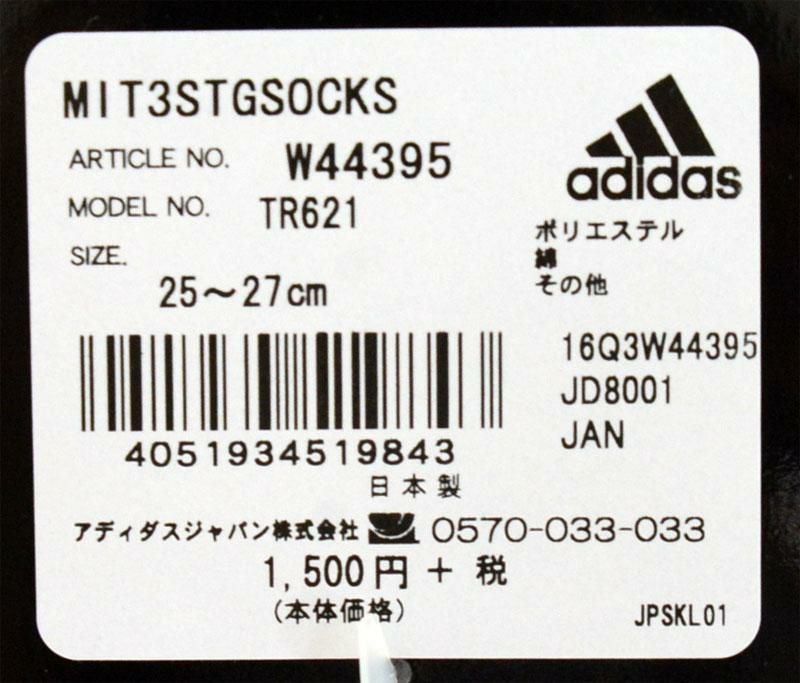 MIT3STGSOCKS
ARTICLE NO. W44395
MODEL NO. TR621
SIZE.
25～27cm
adidas
ポリエステル
綿
その他
16Q3W44395
JD8001
JAN
4051934519843
日本製
アディダスジャパン株式会社 0570-033-033
1,500円 + 税
(本体価格)
JPSKL01